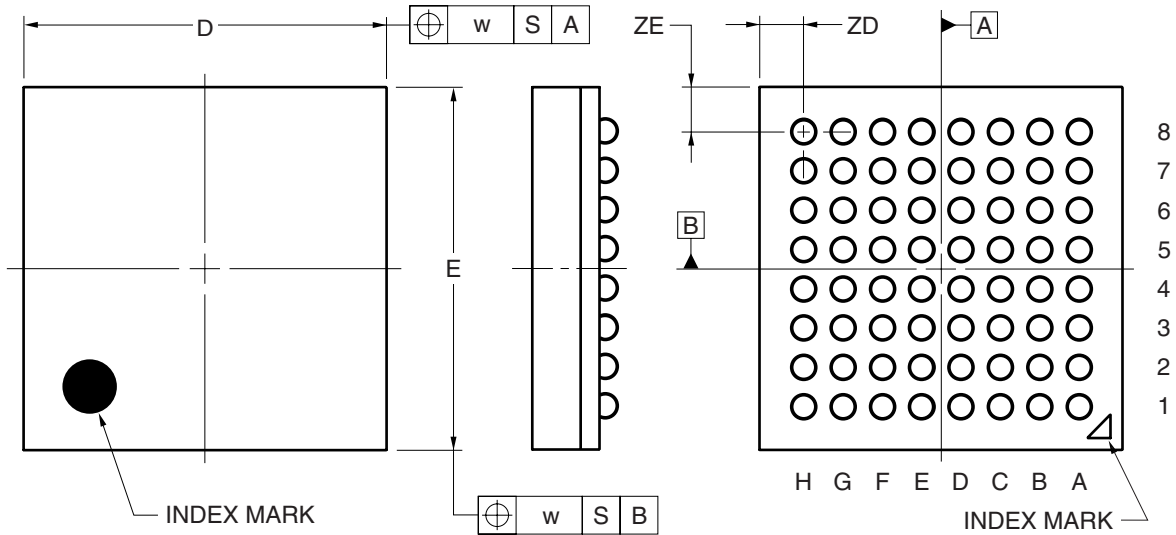 D
⌖ w S A
ZE
ZD
A
8
7
6
B
5
E
4
3
2
1
H G F E D C B A
INDEX MARK
⌖ w S B
INDEX MARK